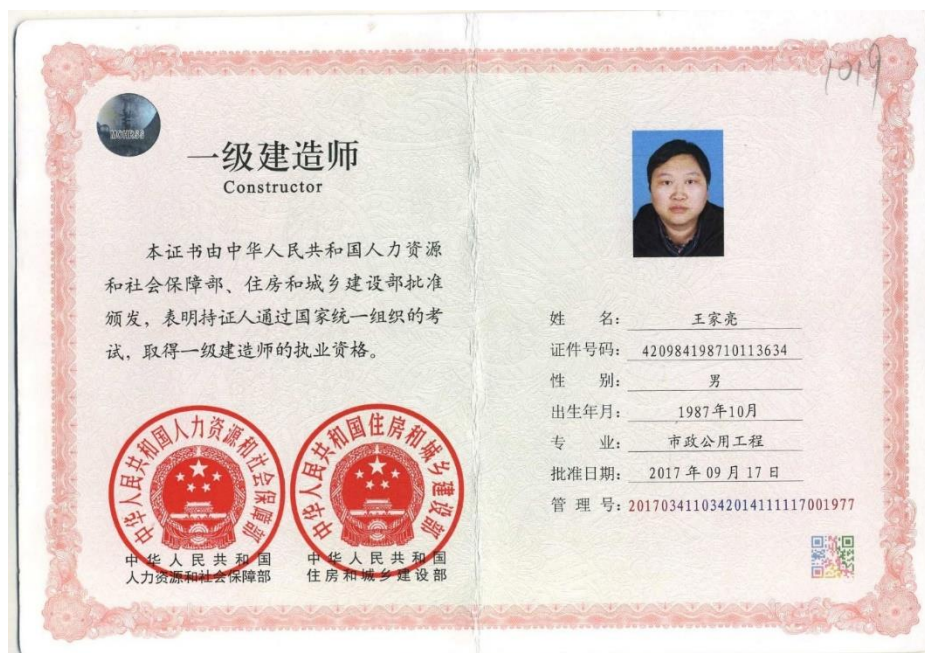 1019
MOHRSS
一级建造师
Constructor
本证书由中华人民共和国人力资源
和社会保障部、住房和城乡建设部批准
颁发，表明持证人通过国家统一组织的考
试，取得一级建造师的执业资格。
中华人民共和国人力资源和社会保障部
中华人民共和国住房和城乡建设部
中华人民共和国
人力资源和社会保障部
中华人民共和国
住房和城乡建设部
姓 名： 王家亮
证件号码： 420984198710113634
性 别： 男
出生年月： 1987年10月
专 业： 市政公用工程
批准日期： 2017年09月17日
管 理 号： 2017034110342014111117001977